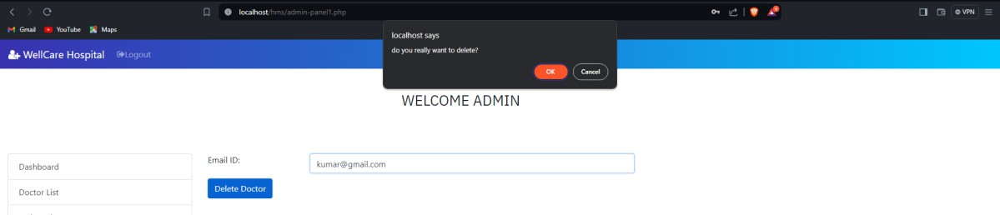 localhost/hms/admin-panel1.php
VPN
Gmail YouTube Maps
localhost says
do you really want to delete?
OK Cancel
WellCare Hospital Logout
WELCOME ADMIN
Dashboard
Doctor List
Email ID: kumar@gmail.com
Delete Doctor